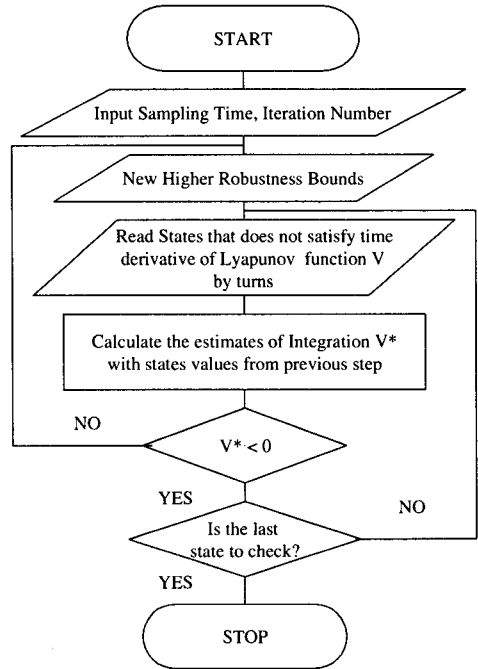 START
Input Sampling Time, Iteration Number
New Higher Robustness Bounds
Read States that does not satisfy time
derivative of Lyapunov function V
by turns
Calculate the estimates of Integration V*
with states values from previous step
NO
V* < 0
YES
NO
Is the last
state to check?
YES
STOP